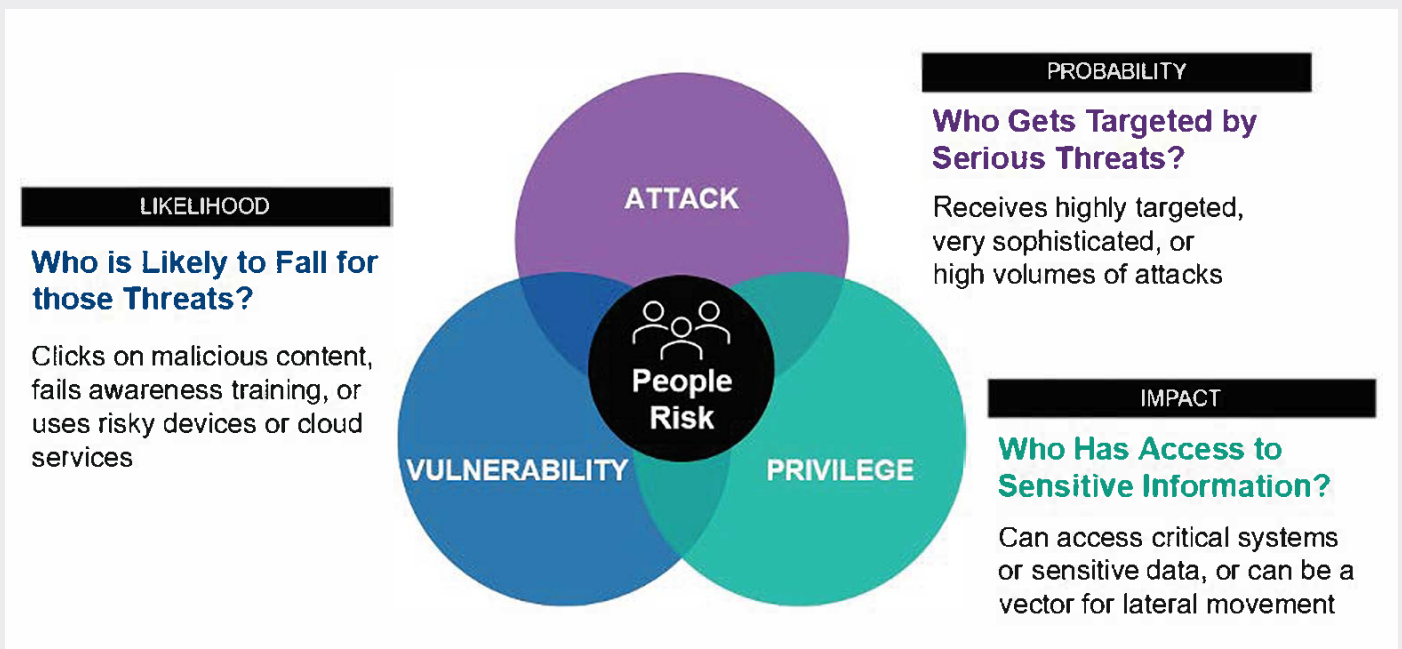 PROBABILITY
Who Gets Targeted by
Serious Threats?
Receives highly targeted,
very sophisticated, or
high volumes of attacks
LIKELIHOOD
Who is Likely to Fall for
those Threats?
Clicks on malicious content,
fails awareness training, or
uses risky devices or cloud
services
ATTACK
People
Risk
VULNERABILITY
PRIVILEGE
IMPACT
Who Has Access to
Sensitive Information?
Can access critical systems
or sensitive data, or can be a
vector for lateral movement